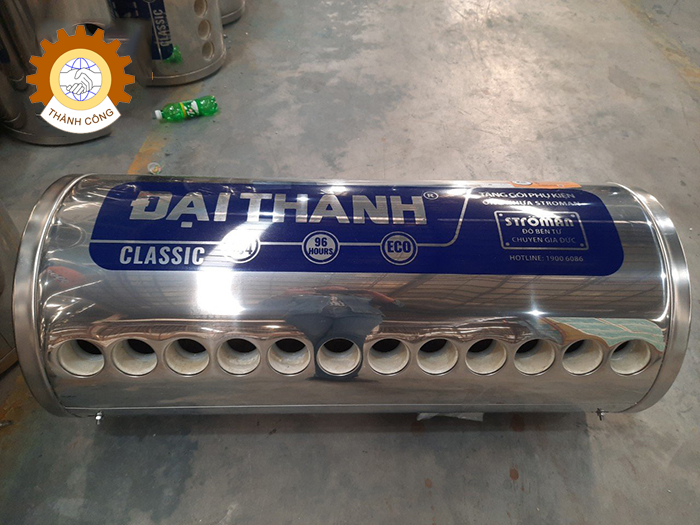 THÀNH CÔNG
CLASSIC
ĐẠI THÀNH®
CLASSIC
96
HOURS
ECO
TẶNG GÓI PHỤ KIỆN
STROMAN
STRÖMAN
ĐỘ BỀN TỪ
CHUYÊN GIA ĐỨC
HOTLINE: 1900 6086